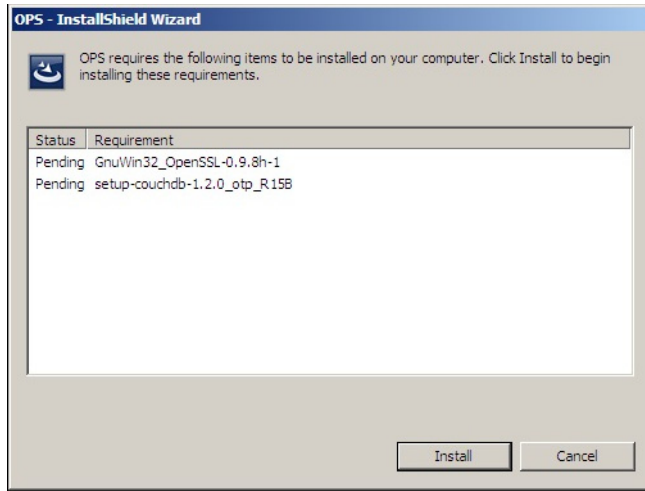 OPS - InstallShield Wizard
OPS requires the following items to be installed on your computer. Click Install to begin
installing these requirements.
Status Requirement
Pending GnuWin32_OpenSSL-0.9.8h-1
Pending setup-couchdb-1.2.0_otp_R15B
Install Cancel